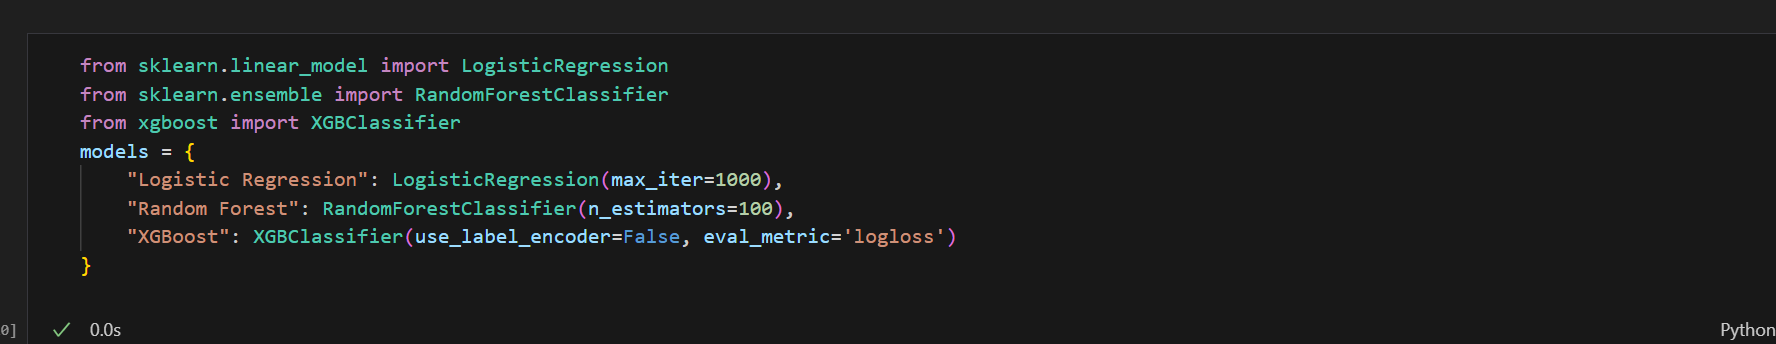 from sklearn.linear_model import LogisticRegression
from sklearn.ensemble import RandomForestClassifier
from xgboost import XGBClassifier
models = {
    "Logistic Regression": LogisticRegression(max_iter=1000),
    "Random Forest": RandomForestClassifier(n_estimators=100),
    "XGBoost": XGBClassifier(use_label_encoder=False, eval_metric='logloss')
}
0] 0.0s Python